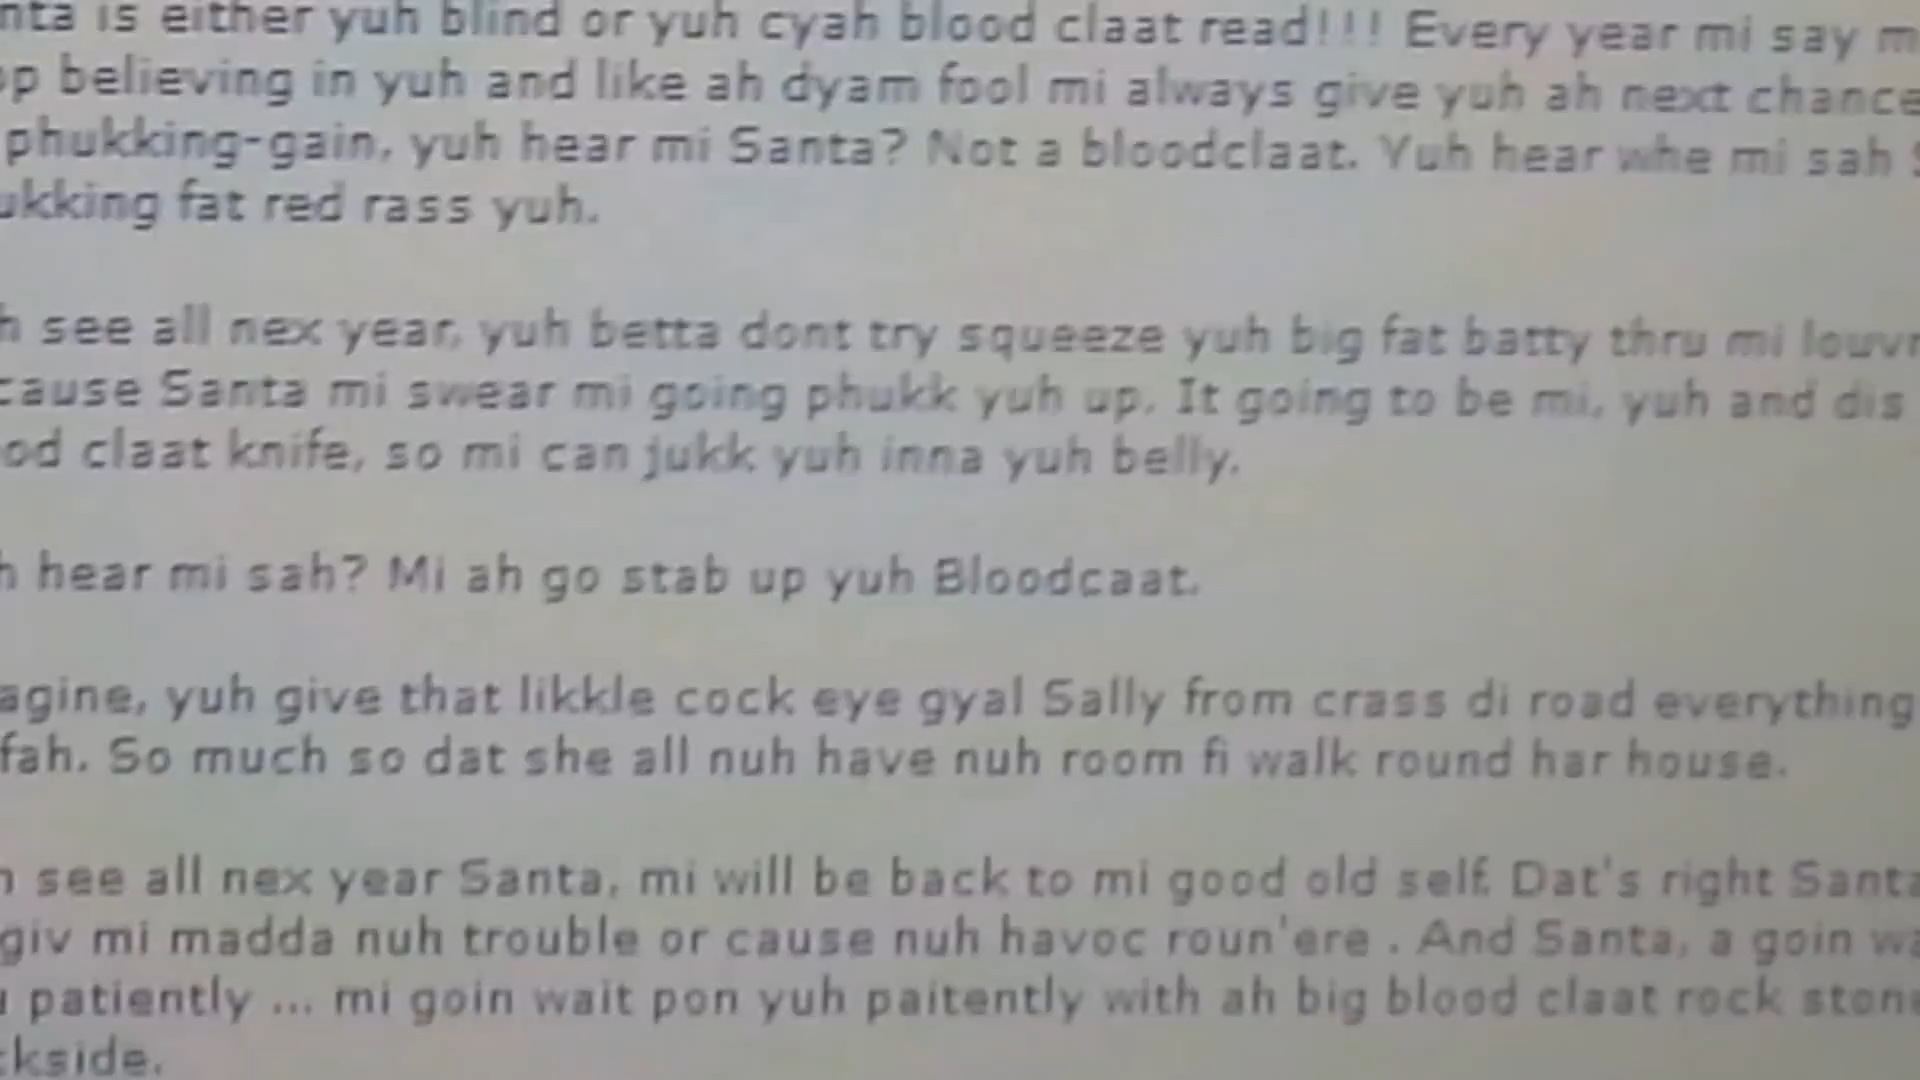 nta is either yuh blind or yuh cyah blood claat read!!! Every year mi say m
op believing in yuh and like ah dyam fool mi always give yuh ah next chance
phukking-gain, yuh hear mi Santa? Not a bloodclaat. Yuh hear whe mi sah S
ukking fat red rass yuh.
h see all nex year, yuh betta dont try squeeze yuh big fat batty thru mi louvr
cause Santa mi swear mi going phukk yuh up. It going to be mi, yuh and dis
od claat knife, so mi can jukk yuh inna yuh belly.
h hear mi sah? Mi ah go stab up yuh Bloodcaat.
agine, yuh give that likkle cock eye gyal Sally from crass di road everything
fah. So much so dat she all nuh have nuh room fi walk round har house.
h see all nex year Santa, mi will be back to mi good old self. Dat's right Santa
giv mi madda nuh trouble or cause nuh havoc roun'ere . And Santa, a goin wa
u patiently ... mi goin wait pon yuh paitently with ah big blood claat rock stone
ckside.